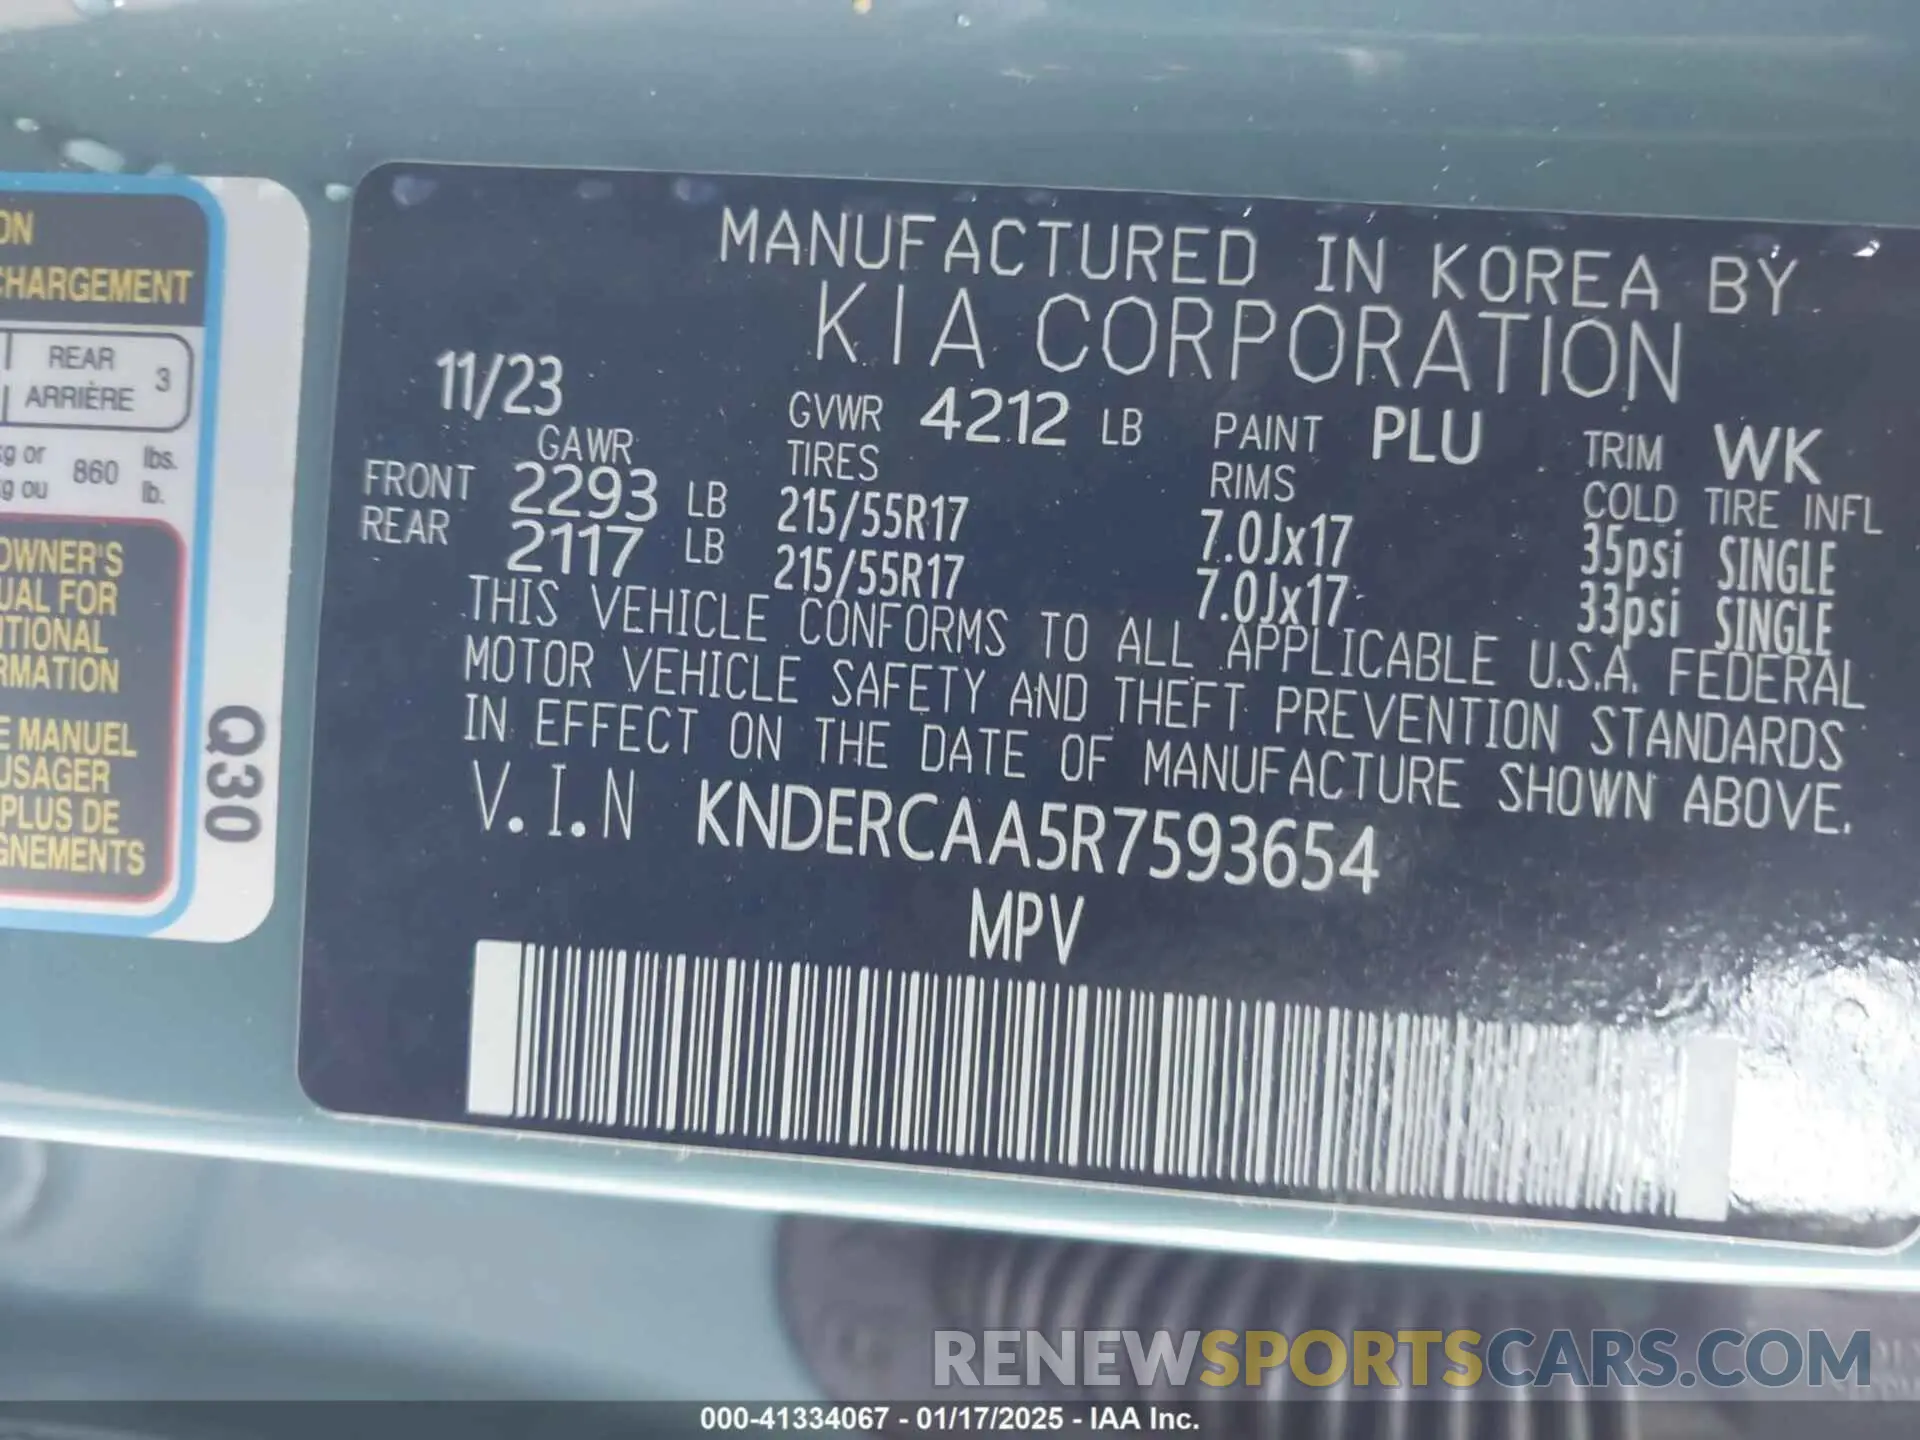 ON
CHARGEMENT
REAR
ARRIÈRE 3
kg or 860 lbs.
kg ou lb.
OWNER'S
UAL FOR
ITIONAL
RMATION
E MANUEL
USAGER
PLUS DE
GNEMENTS
Q30
MANUFACTURED IN KOREA BY
KIA CORPORATION
11/23 GVWR 4212 LB PAINT PLU TRIM WK
GAWR TIRES RIMS COLD TIRE INFL
FRONT 2293 LB 215/55R17 7.0Jx17 35psi SINGLE
REAR 2117 LB 215/55R17 7.0Jx17 33psi SINGLE
THIS VEHICLE CONFORMS TO ALL APPLICABLE U.S.A. FEDERAL
MOTOR VEHICLE SAFETY AND THEFT PREVENTION STANDARDS
IN EFFECT ON THE DATE OF MANUFACTURE SHOWN ABOVE.
V.I.N KNDERCAA5R7593654
MPV
RENEWSPORTSCARS.COM
000-41334067 - 01/17/2025 - IAA Inc.